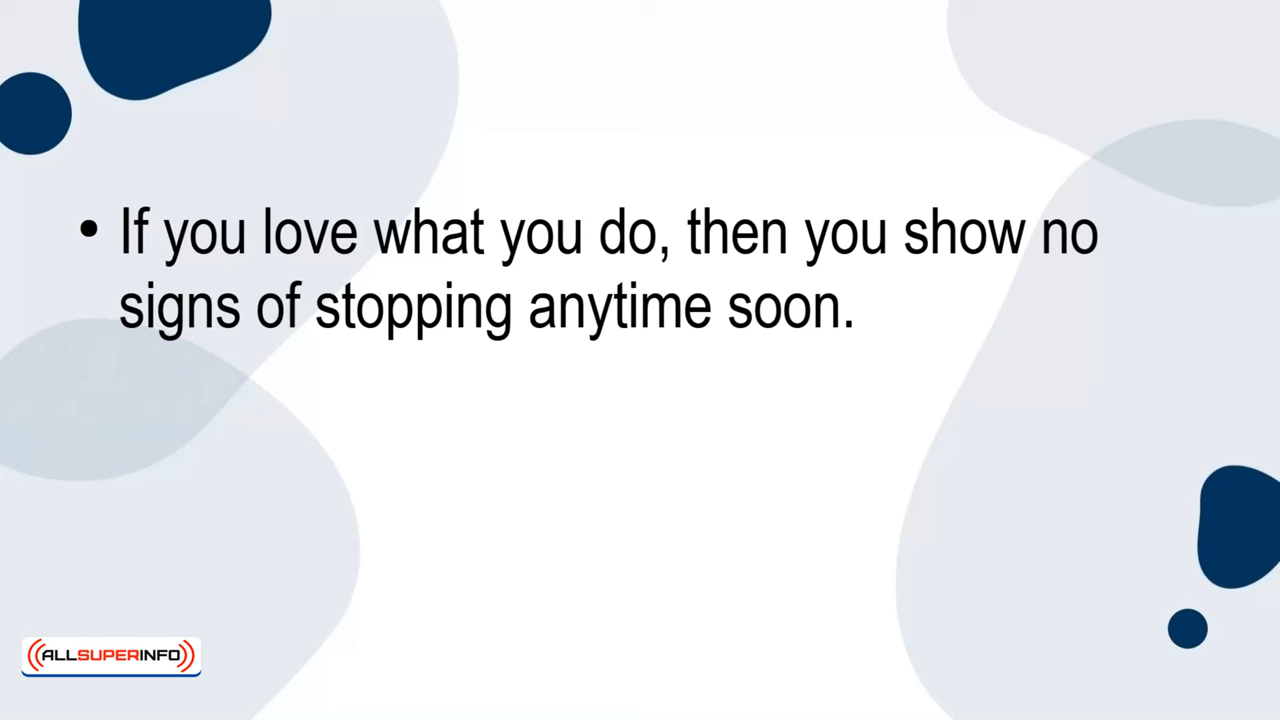 • If you love what you do, then you show no
signs of stopping anytime soon.
ALLSUPERINFO